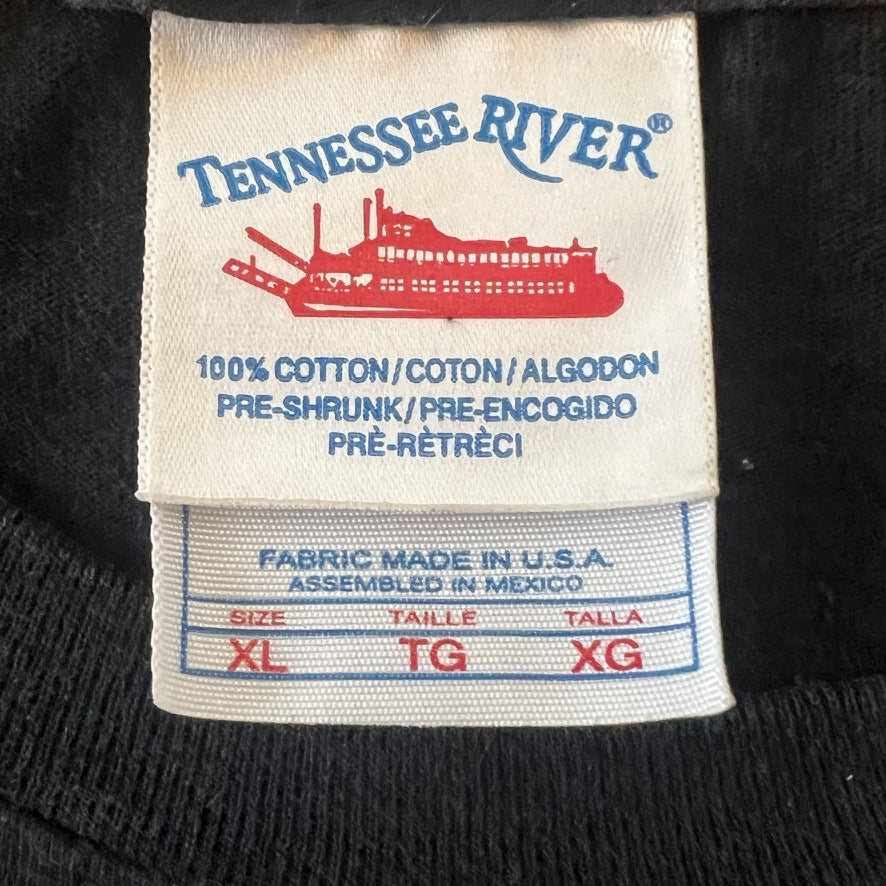 TENNESSEE RIVER®
100% COTTON/COTON/ALGODON
PRE-SHRUNK/PRE-ENCOGIDO
PRÈ-RÈTRÈCI
FABRIC MADE IN U.S.A.
ASSEMBLED IN MEXICO
SIZE TAILLE TALLA
XL TG XG